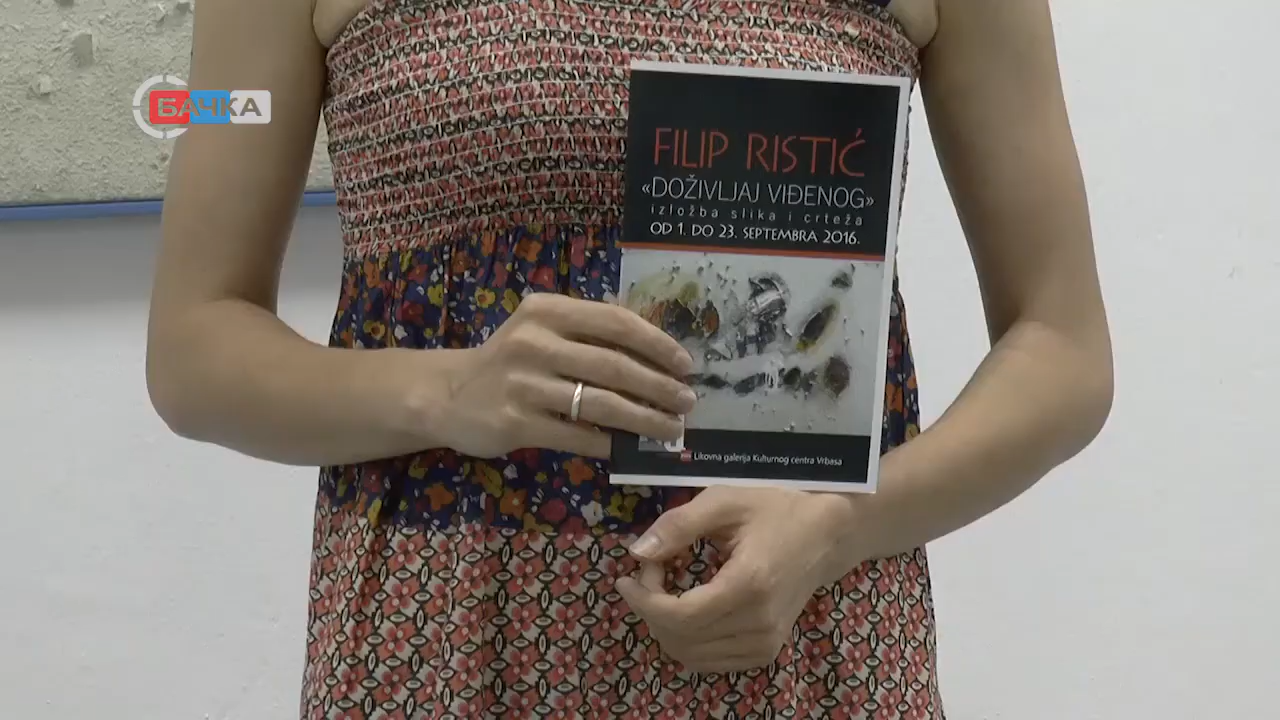 БАЧКА
FILIP RISTIĆ
«DOŽIVLJAJ VIĐENOG»
izložba slika i crteža
OD 1. DO 23. SEPTEMBRA 2016.
Likovna galerija Kulturnog centra Vrbasa